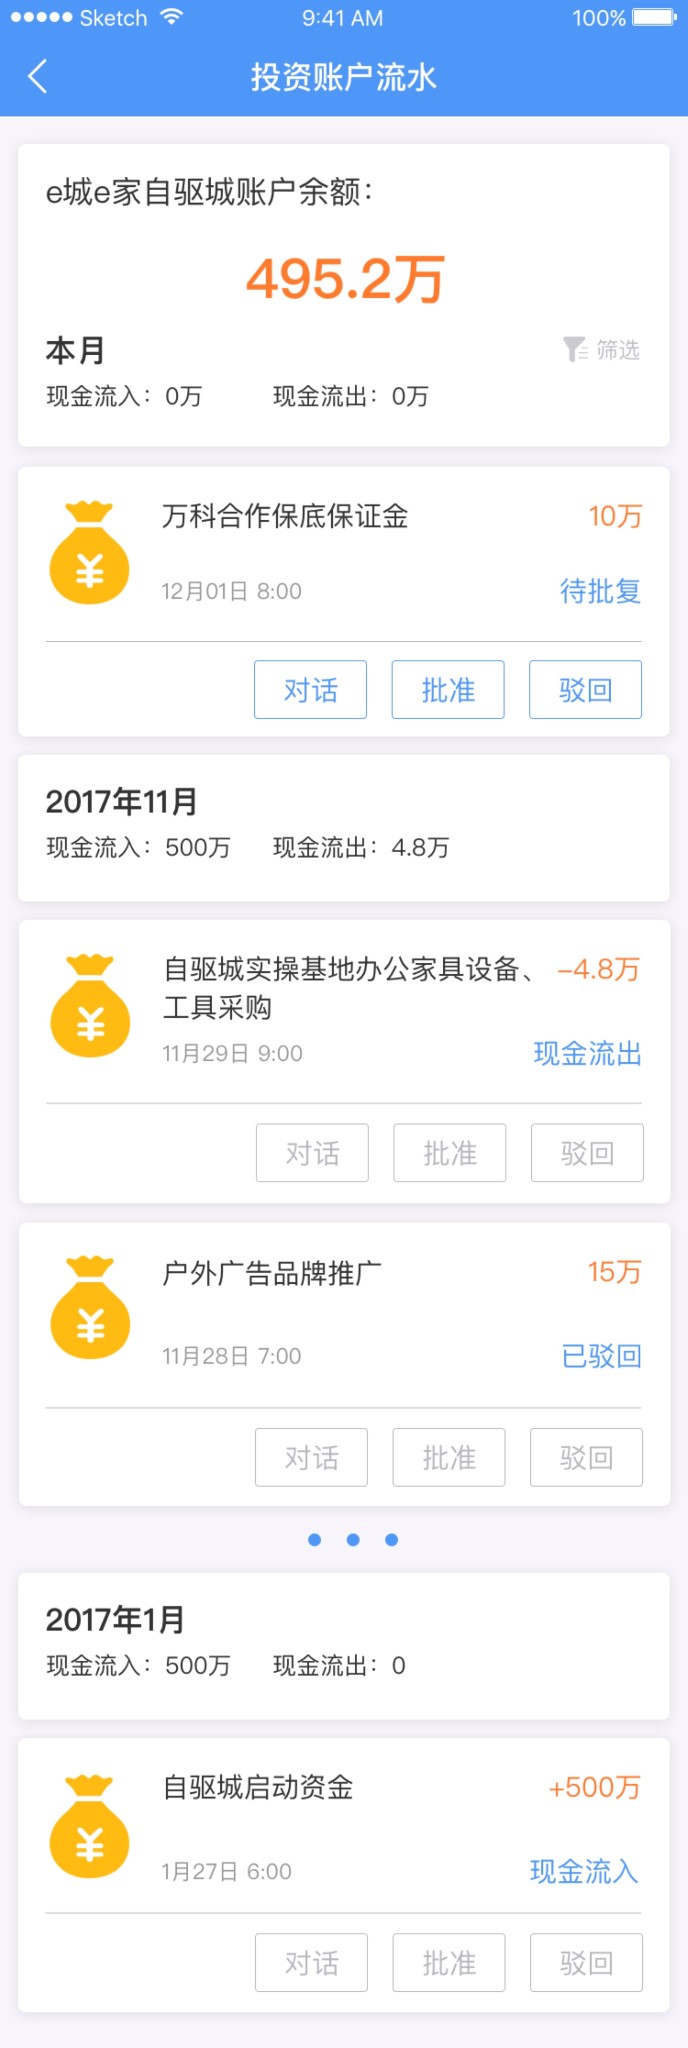 Sketch 9:41 AM 100%
投资账户流水
e城e家自驱城账户余额：
495.2万
本月 筛选
现金流入：0万 现金流出：0万
万科合作保底保证金 10万
12月01日 8:00 待批复
对话 批准 驳回
2017年11月
现金流入：500万 现金流出：4.8万
自驱城实操基地办公家具设备、 −4.8万
工具采购
11月29日 9:00 现金流出
对话 批准 驳回
户外广告品牌推广 15万
11月28日 7:00 已驳回
对话 批准 驳回
2017年1月
现金流入：500万 现金流出：0
自驱城启动资金 +500万
1月27日 6:00 现金流入
对话 批准 驳回